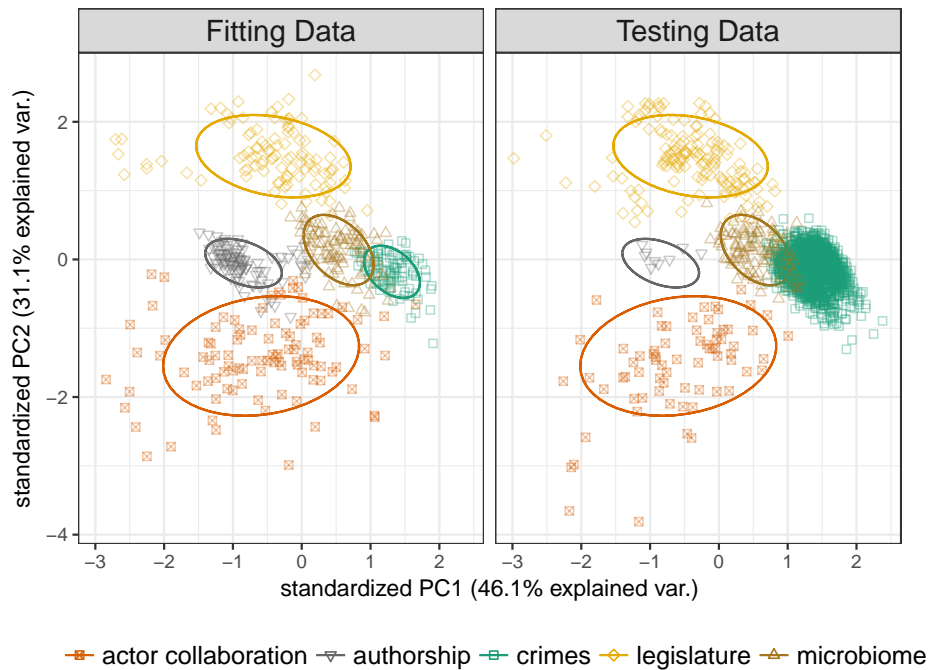 Fitting Data
Testing Data
standardized PC2 (31.1% explained var.)
2
0
−2
−4
−3 −2 −1 0 1 2
−3 −2 −1 0 1 2
standardized PC1 (46.1% explained var.)
actor collaboration authorship crimes legislature microbiome